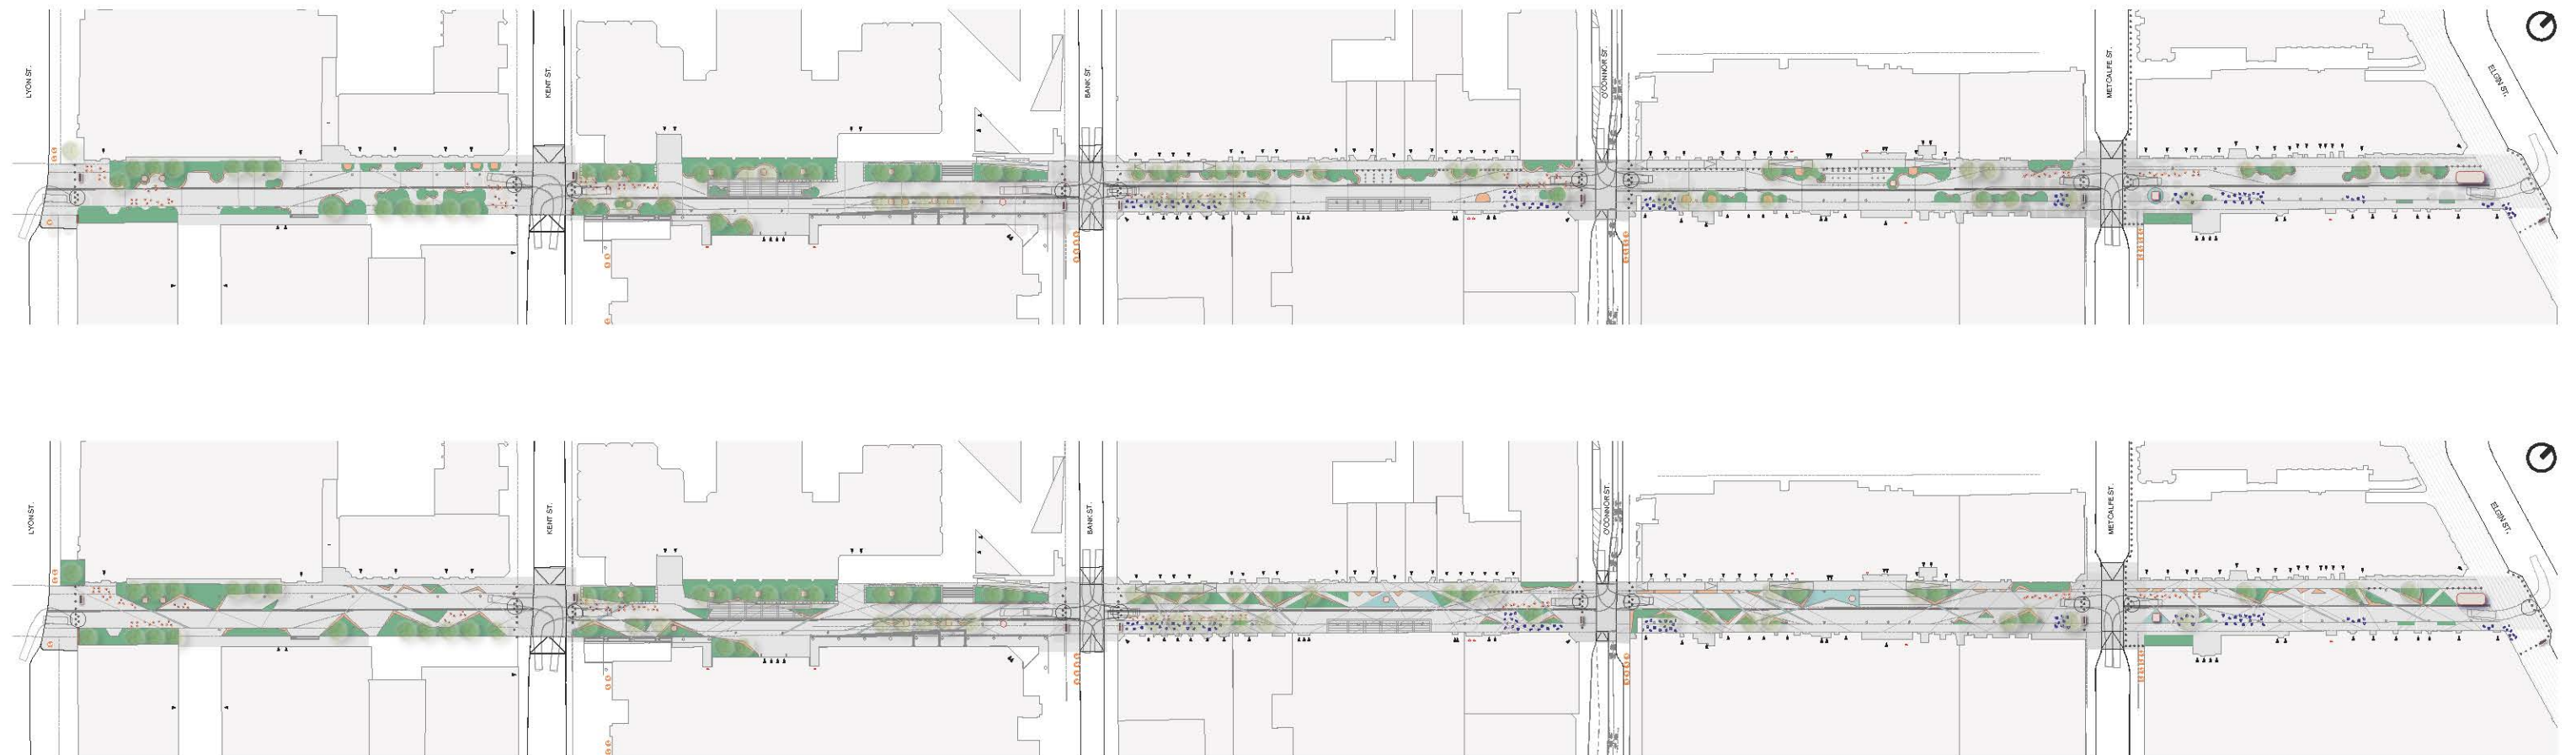 LYON ST.
KENT ST.
BANK ST.
O'CONNOR ST.
METCALFE ST.
ELGIN ST.
LYON ST.
KENT ST.
BANK ST.
O'CONNOR ST.
METCALFE ST.
ELGIN ST.